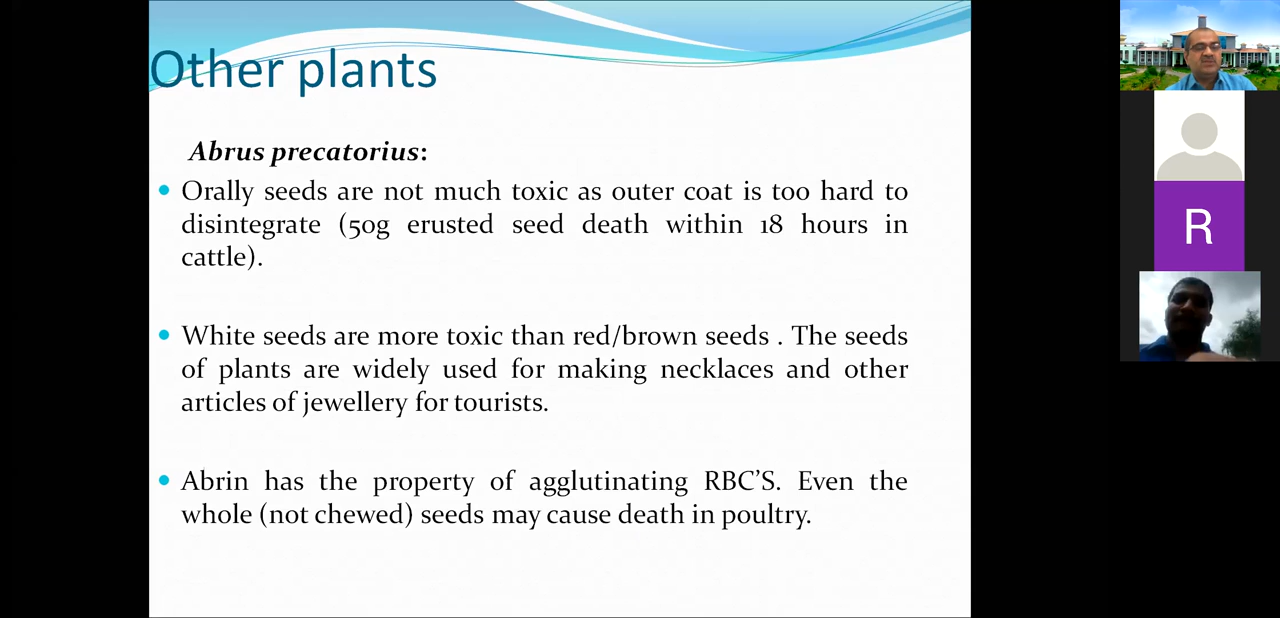 Other plants
Abrus precatorius:
Orally seeds are not much toxic as outer coat is too hard to
disintegrate (50g erusted seed death within 18 hours in
cattle).
White seeds are more toxic than red/brown seeds . The seeds
of plants are widely used for making necklaces and other
articles of jewellery for tourists.
Abrin has the property of agglutinating RBC’S. Even the
whole (not chewed) seeds may cause death in poultry.
R